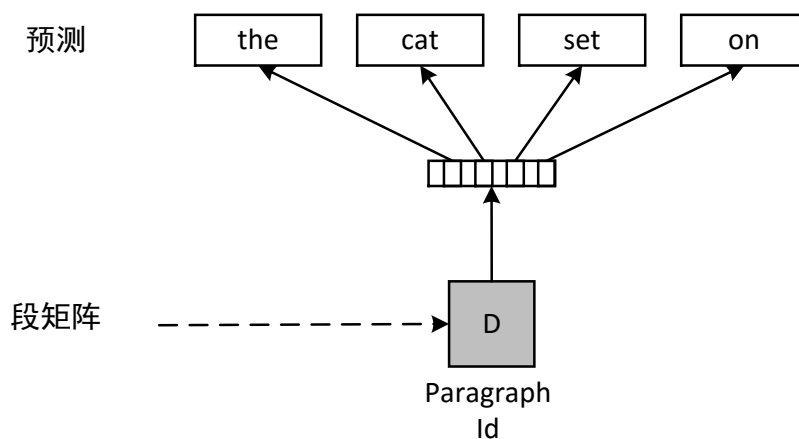 预测
the cat set on
段矩阵
D
Paragraph
Id